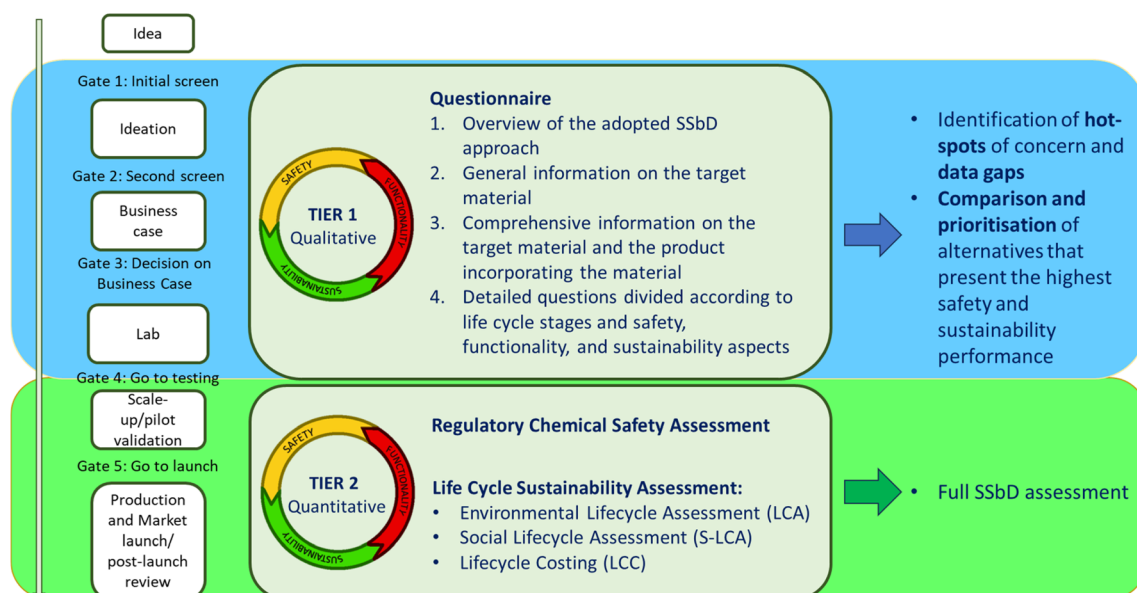 Idea
Gate 1: Initial screen
Ideation
Gate 2: Second screen
Business
case
Gate 3: Decision on
Business Case
Lab
Gate 4: Go to testing
Scale-
up/pilot
validation
Gate 5: Go to launch
Production
and Market
launch/
post-launch
review
SAFETY
FUNCTIONALITY
SUSTAINABILITY
TIER 1
Qualitative
Questionnaire
1. Overview of the adopted SSbD
approach
2. General information on the target
material
3. Comprehensive information on the
target material and the product
incorporating the material
4. Detailed questions divided according to
life cycle stages and safety,
functionality, and sustainability aspects
• Identification of hot-
spots of concern and
data gaps
• Comparison and
prioritisation of
alternatives that
present the highest
safety and
sustainability
performance
SAFETY
FUNCTIONALITY
SUSTAINABILITY
TIER 2
Quantitative
Regulatory Chemical Safety Assessment
Life Cycle Sustainability Assessment:
• Environmental Lifecycle Assessment (LCA)
• Social Lifecycle Assessment (S-LCA)
• Lifecycle Costing (LCC)
• Full SSbD assessment